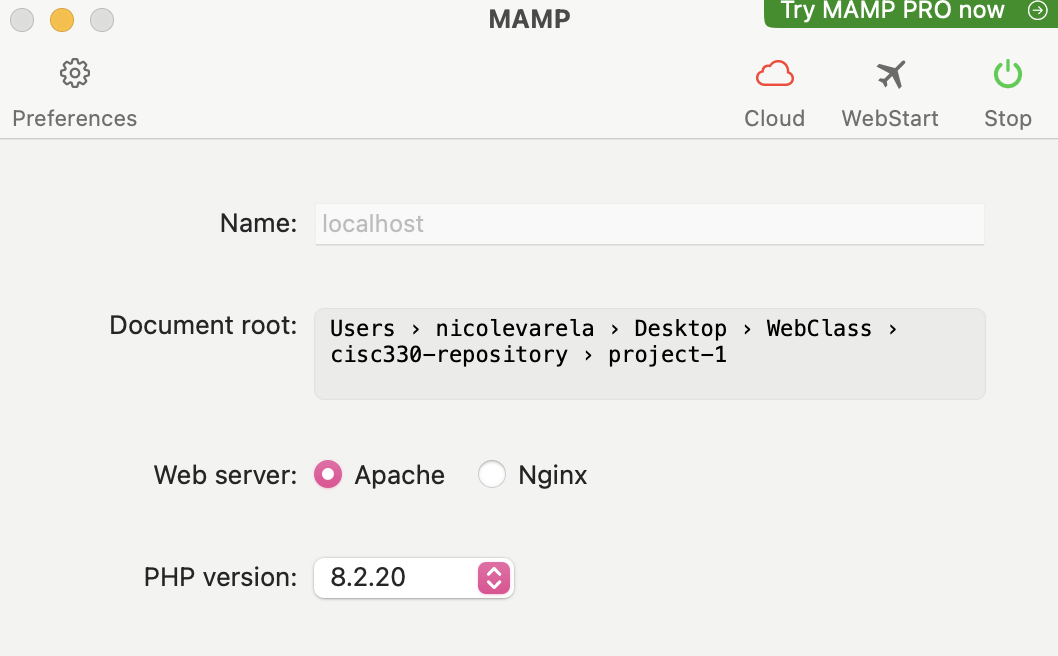 MAMP
Try MAMP PRO now
Preferences
Cloud
WebStart
Stop
Name: localhost
Document root: Users › nicolevarela › Desktop › WebClass ›
cisc330-repository › project-1
Web server: Apache Nginx
PHP version: 8.2.20